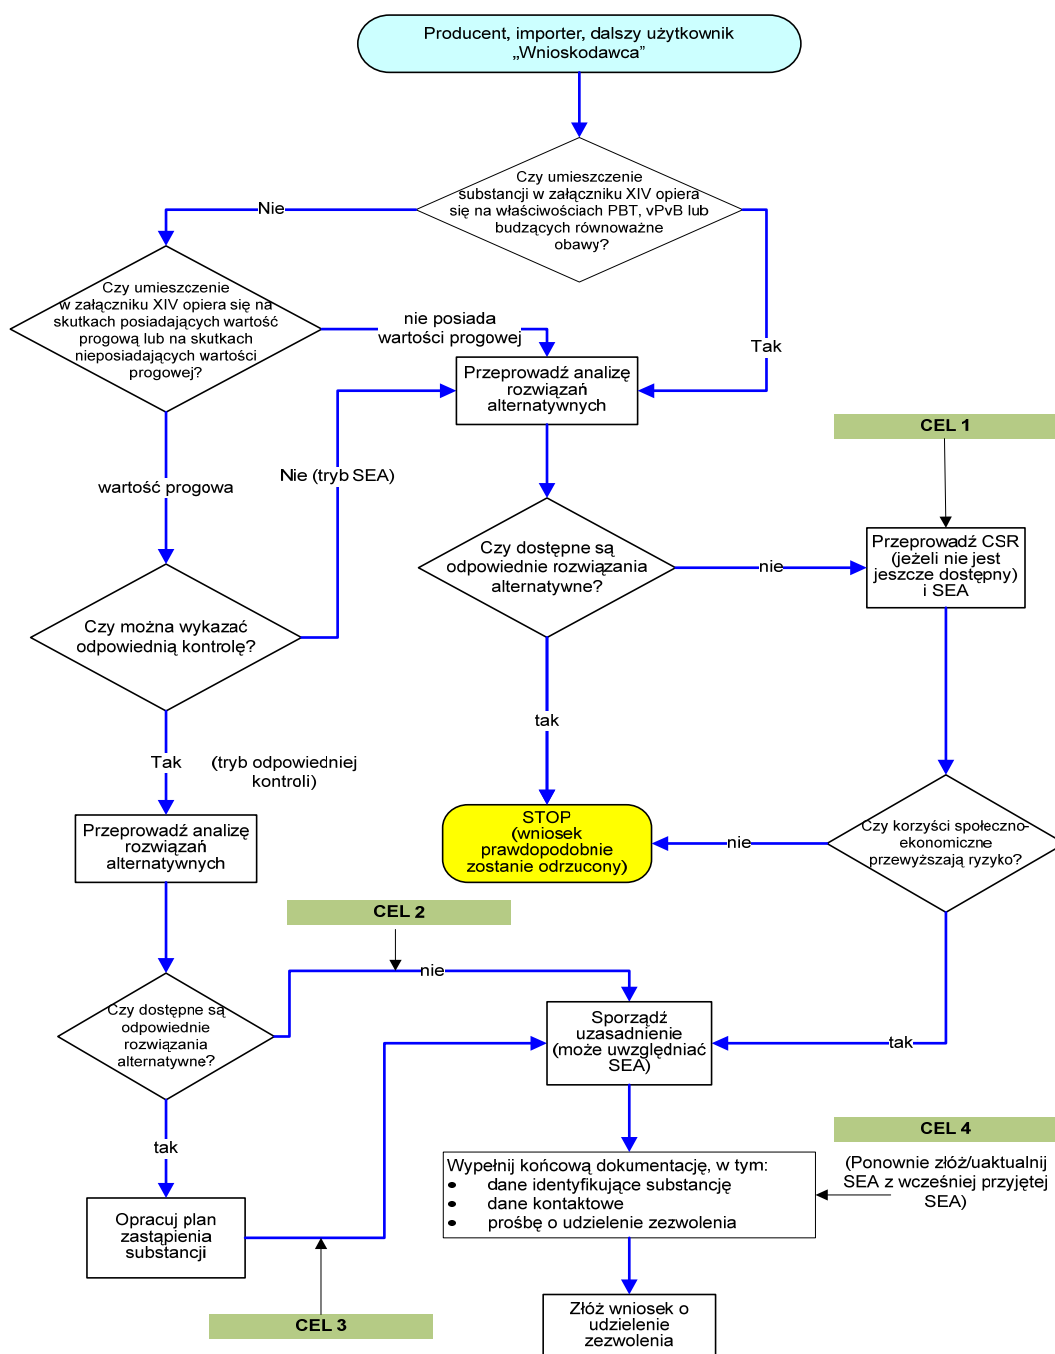 Producent, importer, dalszy użytkownik
„Wnioskodawca”
Czy umieszczenie
substancji w załączniku XIV opiera
się na właściwościach PBT, vPvB lub
budzących równoważne
obawy?
Nie
Tak
Czy umieszczenie
w załączniku XIV opiera się na
skutkach posiadających wartość
progową lub na skutkach
nieposiadających wartości
progowej?
nie posiada
wartości progowej
Przeprowadź analizę
rozwiązań
alternatywnych
wartość progowa
Nie (tryb SEA)
CEL 1
Przeprowadź CSR
(jeżeli nie jest
jeszcze dostępny)
i SEA
Czy dostępne są
odpowiednie rozwiązania
alternatywne?
nie
tak
Czy można wykazać
odpowiednią kontrolę?
Tak
(tryb odpowiedniej
kontroli)
Przeprowadź analizę
rozwiązań
alternatywnych
STOP
(wniosek
prawdopodobnie
zostanie odrzucony)
nie
Czy korzyści społeczno-
ekonomiczne
przewyższają ryzyko?
tak
CEL 2
nie
Czy dostępne są
odpowiednie
rozwiązania
alternatywne?
tak
Sporządź
uzasadnienie
(może uwzględniać
SEA)
CEL 4
(Ponownie złóż/uaktualnij
SEA z wcześniej przyjętej
SEA)
Wypełnij końcową dokumentację, w tym:
• dane identyfikujące substancję
• dane kontaktowe
• prośbę o udzielenie zezwolenia
Opracuj plan
zastąpienia
substancji
CEL 3
Złóż wniosek o
udzielenie
zezwolenia